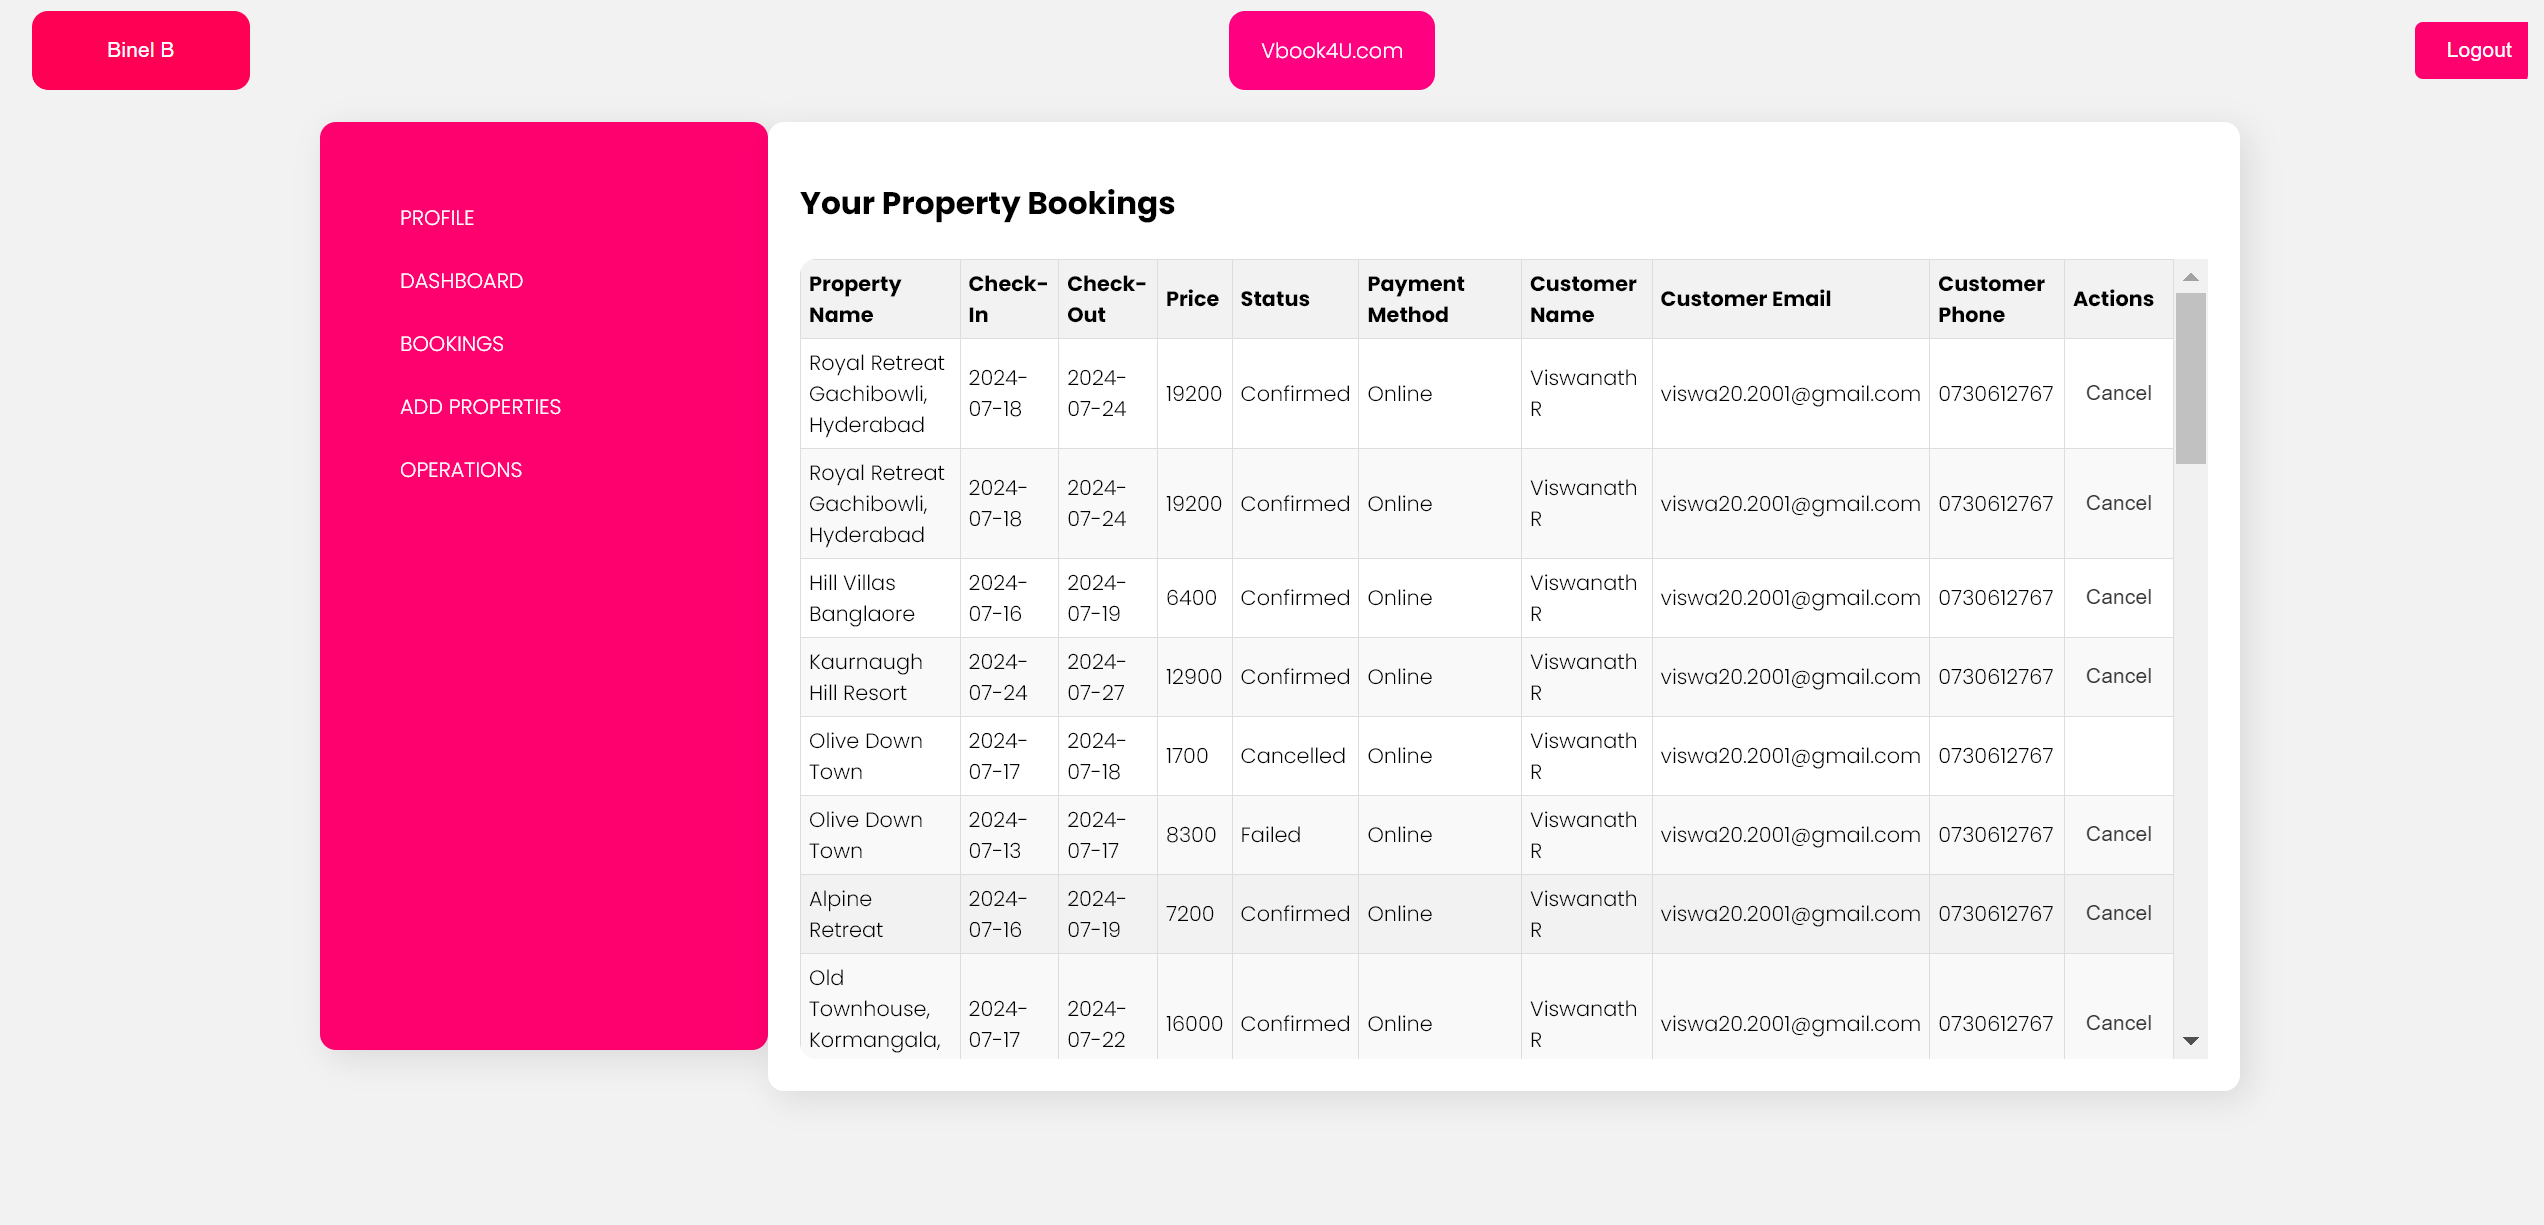 Binel B
Vbook4U.com
Logout
PROFILE
DASHBOARD
BOOKINGS
ADD PROPERTIES
OPERATIONS
Your Property Bookings
Property Name Check-In Check-Out Price Status Payment Method Customer Name Customer Email Customer Phone Actions
Royal Retreat Gachibowli, Hyderabad 2024-07-18 2024-07-24 19200 Confirmed Online Viswanath R viswa20.2001@gmail.com 0730612767 Cancel
Royal Retreat Gachibowli, Hyderabad 2024-07-18 2024-07-24 19200 Confirmed Online Viswanath R viswa20.2001@gmail.com 0730612767 Cancel
Hill Villas Banglaore 2024-07-16 2024-07-19 6400 Confirmed Online Viswanath R viswa20.2001@gmail.com 0730612767 Cancel
Kaurnaugh Hill Resort 2024-07-24 2024-07-27 12900 Confirmed Online Viswanath R viswa20.2001@gmail.com 0730612767 Cancel
Olive Down Town 2024-07-17 2024-07-18 1700 Cancelled Online Viswanath R viswa20.2001@gmail.com 0730612767
Olive Down Town 2024-07-13 2024-07-17 8300 Failed Online Viswanath R viswa20.2001@gmail.com 0730612767 Cancel
Alpine Retreat 2024-07-16 2024-07-19 7200 Confirmed Online Viswanath R viswa20.2001@gmail.com 0730612767 Cancel
Old Townhouse, Kormangala, 2024-07-17 2024-07-22 16000 Confirmed Online Viswanath R viswa20.2001@gmail.com 0730612767 Cancel